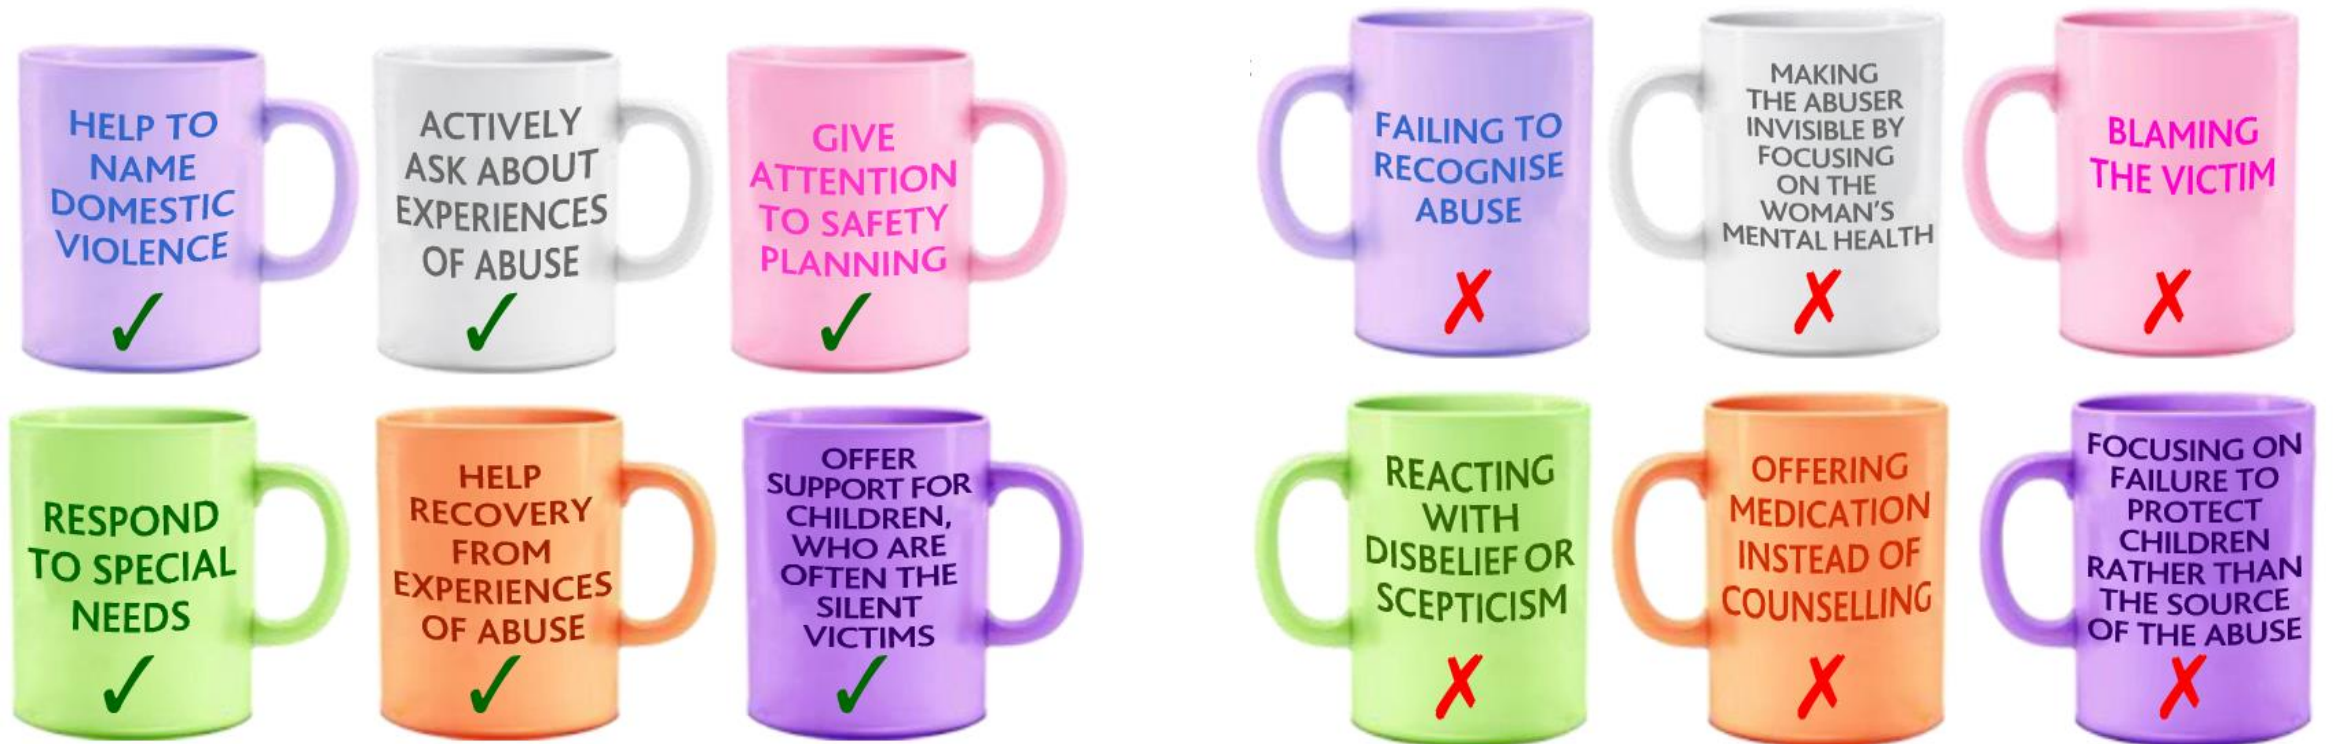 HELP TO
NAME
DOMESTIC
VIOLENCE
ACTIVELY
ASK ABOUT
EXPERIENCES
OF ABUSE
GIVE
ATTENTION
TO SAFETY
PLANNING
RESPOND
TO SPECIAL
NEEDS
HELP
RECOVERY
FROM
EXPERIENCES
OF ABUSE
OFFER
SUPPORT FOR
CHILDREN,
WHO ARE
OFTEN THE
SILENT
VICTIMS
FAILING TO
RECOGNISE
ABUSE
MAKING
THE ABUSER
INVISIBLE BY
FOCUSING
ON THE
WOMAN'S
MENTAL HEALTH
BLAMING
THE VICTIM
REACTING
WITH
DISBELIEF OR
SCEPTICISM
OFFERING
MEDICATION
INSTEAD OF
COUNSELLING
FOCUSING ON
FAILURE TO
PROTECT
CHILDREN
RATHER THAN
THE SOURCE
OF THE ABUSE